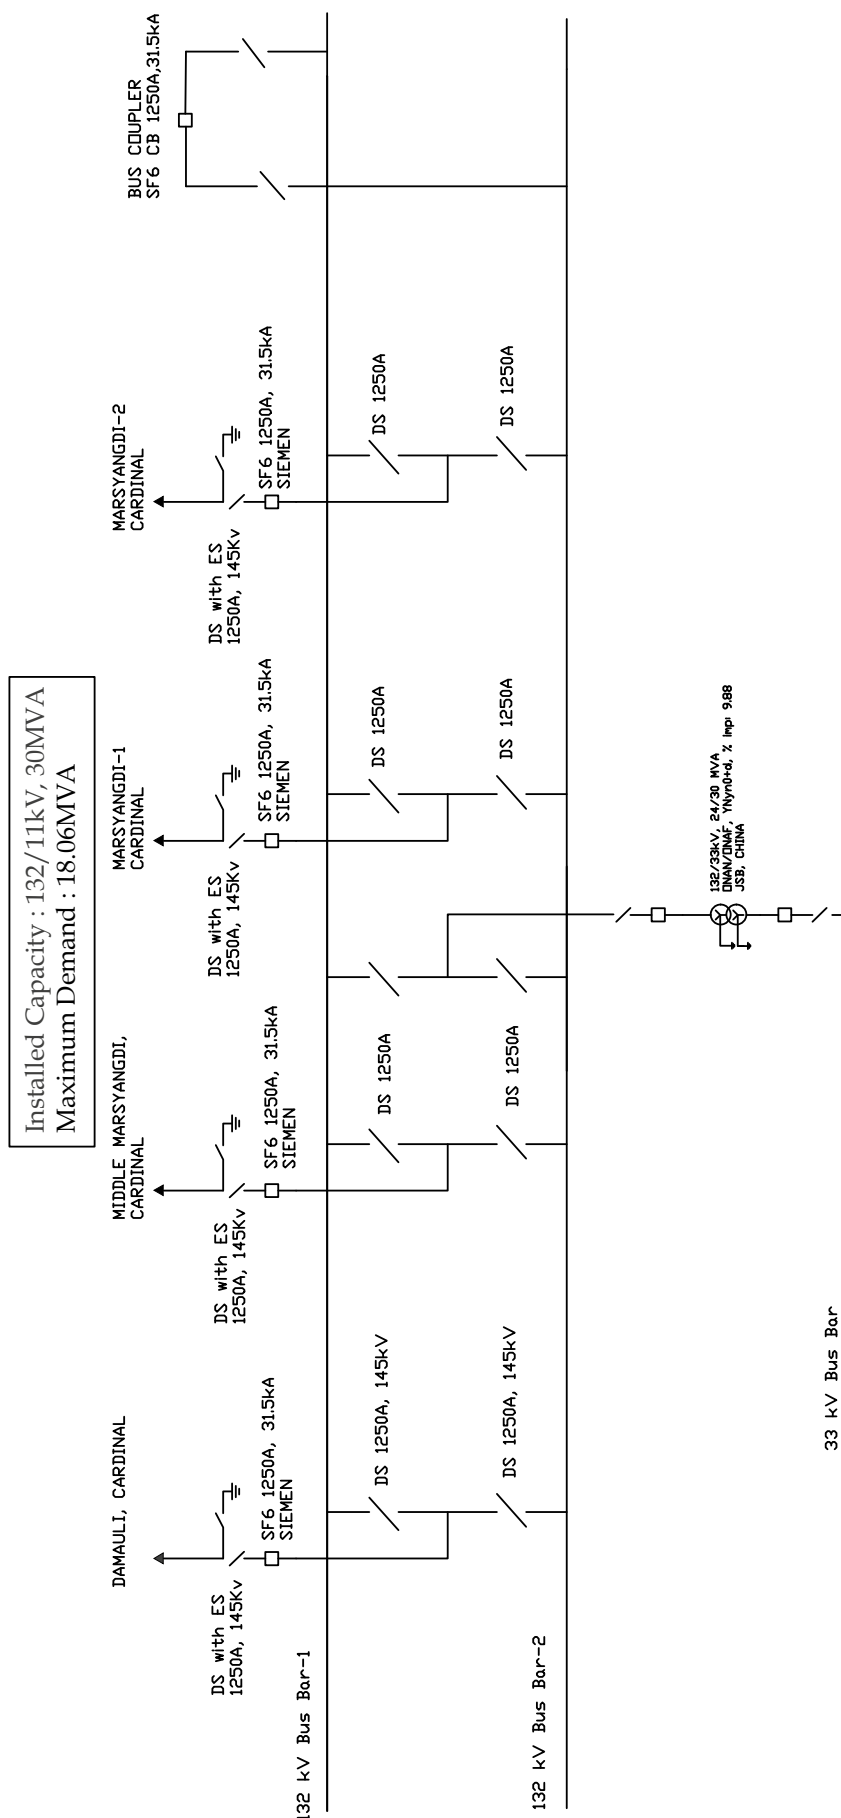 Installed Capacity : 132/11kV, 30MVA
Maximum Demand : 18.06MVA
DAMAULI, CARDINAL
DS with ES
1250A, 145Kv
SF6 1250A, 31.5kA
SIEMEN
DS 1250A, 145kV
DS 1250A, 145kV
MIDDLE MARSYANGDI,
CARDINAL
DS with ES
1250A, 145Kv
SF6 1250A, 31.5kA
SIEMEN
DS 1250A
DS 1250A
MARSYANGDI-1
CARDINAL
DS with ES
1250A, 145Kv
SF6 1250A, 31.5kA
SIEMEN
DS 1250A
DS 1250A
MARSYANGDI-2
CARDINAL
DS with ES
1250A, 145Kv
SF6 1250A, 31.5kA
SIEMEN
DS 1250A
DS 1250A
BUS COUPLER
SF6 CB 1250A,31.5kA
132 kV Bus Bar-1
132 kV Bus Bar-2
132/33kV, 24/30 MVA
ONAN/ONAF, YNyn0+d, % Imp: 9.88
JSB, CHINA
33 kV Bus Bar